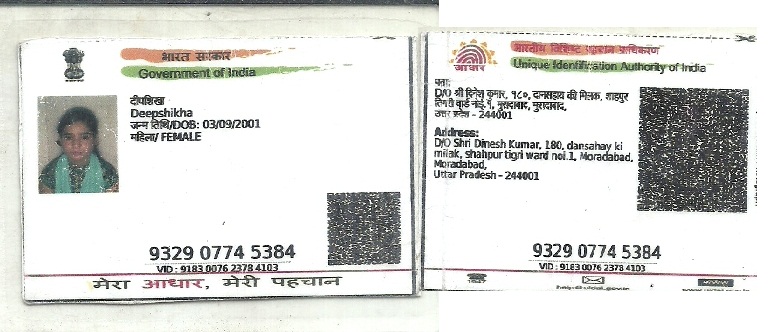 भारत सरकार
Government of India
दीपशिखा
Deepshikha
जन्म तिथि/DOB: 03/09/2001
महिला/ FEMALE
9329 0774 5384
VID : 9183 0076 2378 4103
मेरा आधार, मेरी पहचान
आधार
भारतीय विशिष्ट पहचान प्राधिकरण
Unique Identification Authority of India
पता:
D/O श्री दिनेश कुमार, १८०, दानसहाय की मिलक, शाहपुर
तिगरी वार्ड नोई.१, मुरादाबाद, मुरादाबाद,
उत्तर प्रदेश - 244001
Address:
D/O Shri Dinesh Kumar, 180, dansahay ki
milak, shahpur tigri ward noi.1, Moradabad,
Moradabad,
Uttar Pradesh - 244001
9329 0774 5384
VID : 9183 0076 2378 4103
1947